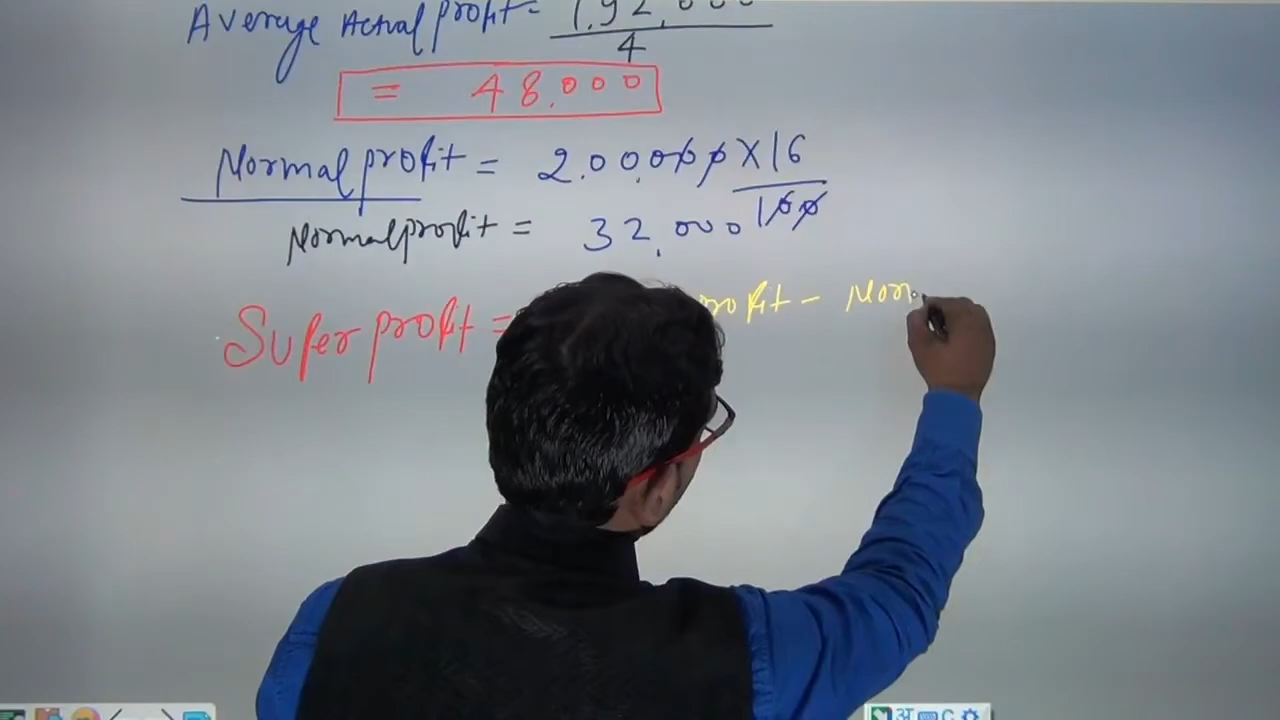 Average Actual profit = 1,92,000
4
= 48,000
Normal profit = 2,00,000 X 16
100
Normal profit = 32,000
Super profit = rofit - Nor
अ C